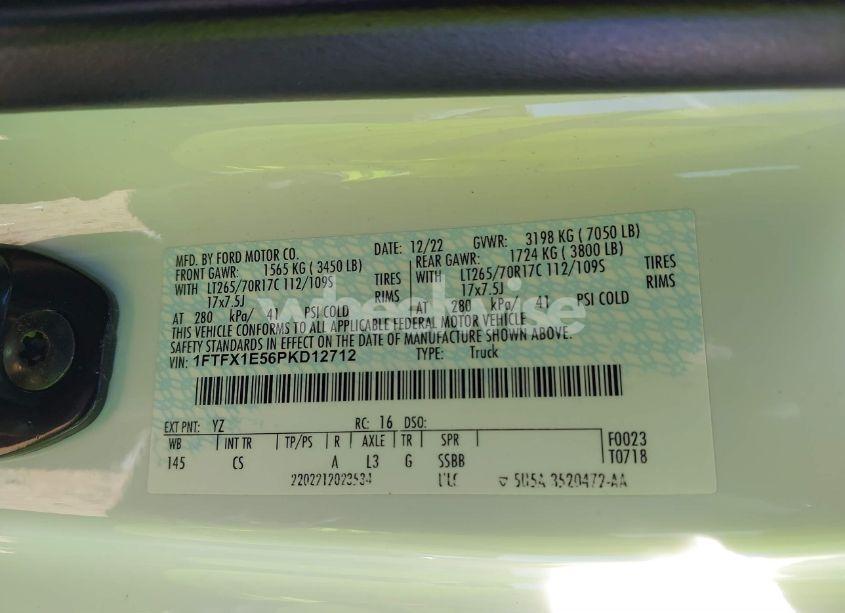 MFD. BY FORD MOTOR CO. DATE: 12/22 GVWR: 3198 KG ( 7050 LB)
FRONT GAWR: 1565 KG ( 3450 LB) REAR GAWR: 1724 KG ( 3800 LB)
WITH LT265/70R17C 112/109S TIRES WITH LT265/70R17C 112/109S TIRES
17x7.5J RIMS 17x7.5J RIMS
AT 280 kPa/ 41 PSI COLD AT 280 kPa/ 41 PSI COLD
THIS VEHICLE CONFORMS TO ALL APPLICABLE FEDERAL MOTOR VEHICLE
SAFETY STANDARDS IN EFFECT ON THE DATE OF MANUFACTURE SHOWN ABOVE.
VIN: 1FTFX1E56PKD12712 TYPE: Truck
EXT PNT: YZ RC: 16 DSO:
WB INT TR TP/PS R AXLE TR SPR F0023
145 CS A L3 G SSBB T0718
wheelwise